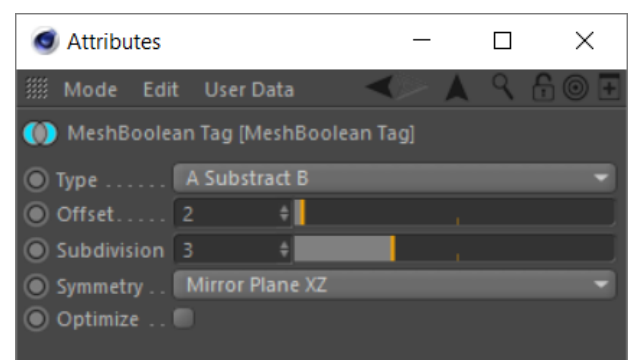 Attributes
Mode Edit User Data
MeshBoolean Tag [MeshBoolean Tag]
Type . . . . . . A Substract B
Offset. . . . . 2
Subdivision 3
Symmetry . . Mirror Plane XZ
Optimize . . .